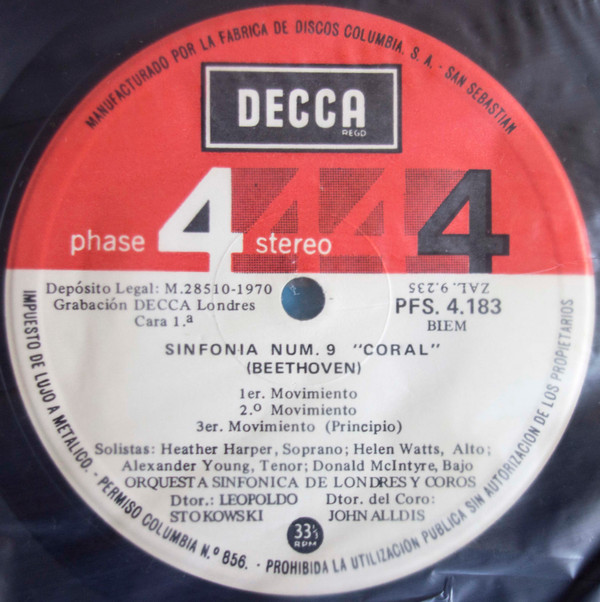 MANUFACTURADO POR LA FABRICA DE DISCOS COLUMBIA. S. A. - SAN SEBASTIAN
DECCA
REGD
phase 4 stereo 4 4 4
Depósito Legal: M.28510-1970
ZAL. 9.235
Grabación DECCA Londres
PFS. 4.183
Cara 1.ª
BIEM
SINFONIA NUM. 9 "CORAL"
(BEETHOVEN)
1er. Movimiento
2.º Movimiento
3er. Movimiento (Principio)
Solistas: Heather Harper, Soprano; Helen Watts, Alto;
Alexander Young, Tenor; Donald McIntyre, Bajo
ORQUESTA SINFONICA DE LONDRES Y COROS
Dtor.: LEOPOLDO STOKOWSKI
Dtor. del Coro: JOHN ALLDIS
33⅓
RPM
IMPUESTO DE LUJO A METALICO. - PERMISO COLUMBIA N.º 856. - PROHIBIDA LA UTILIZACION PUBLICA SIN AUTORIZACION DE LOS PROPIETARIOS